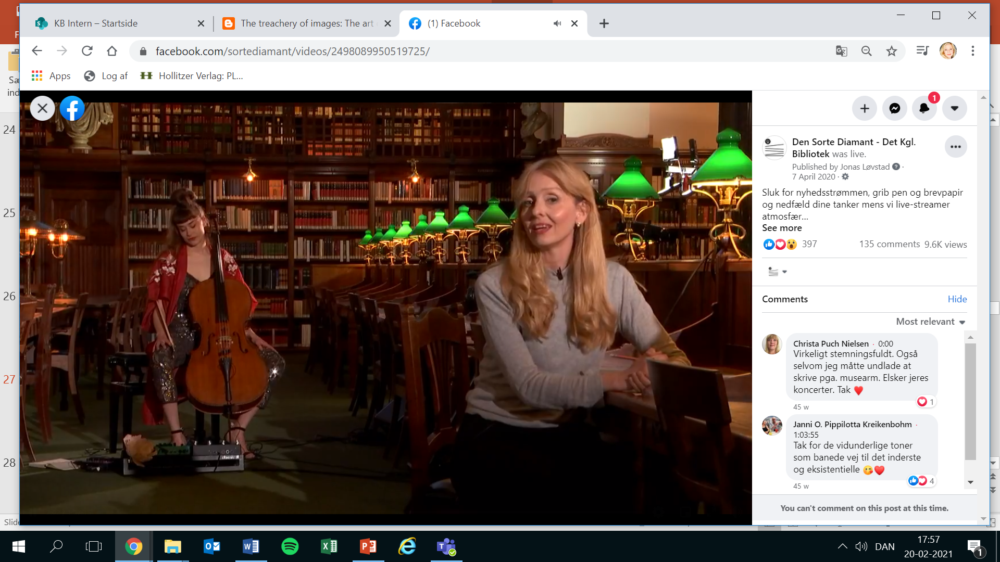 KB Intern – Startside
The treachery of images: The art
(1) Facebook
facebook.com/sortediamant/videos/2498089950519725/
Apps
Log af
Hollitzer Verlag: PL...
F
Sæ
ind
24
25
26
27
28
1
Den Sorte Diamant - Det Kgl.
Bibliotek was live.
Published by Jonas Løvstad ·
7 April 2020 ·
Sluk for nyhedsstrømmen, grib pen og brevpapir
og nedfæld dine tanker mens vi live-streamer
atmosfær...
See more
397 135 comments 9.6K views
Comments Hide
Most relevant
Christa Puch Nielsen · 0:00
Virkeligt stemningsfuldt. Også
selvom jeg måtte undlade at
skrive pga. musearm. Elsker jeres
koncerter. Tak ❤️
1
45 w
Janni O. Pippilotta Kreikenbohm ·
1:03:55
Tak for de vidunderlige toner
som banede vej til det inderste
og eksistentielle 😘❤️
4
45 w
You can't comment on this post at this time.
Slide
DAN
17:57
20-02-2021
1